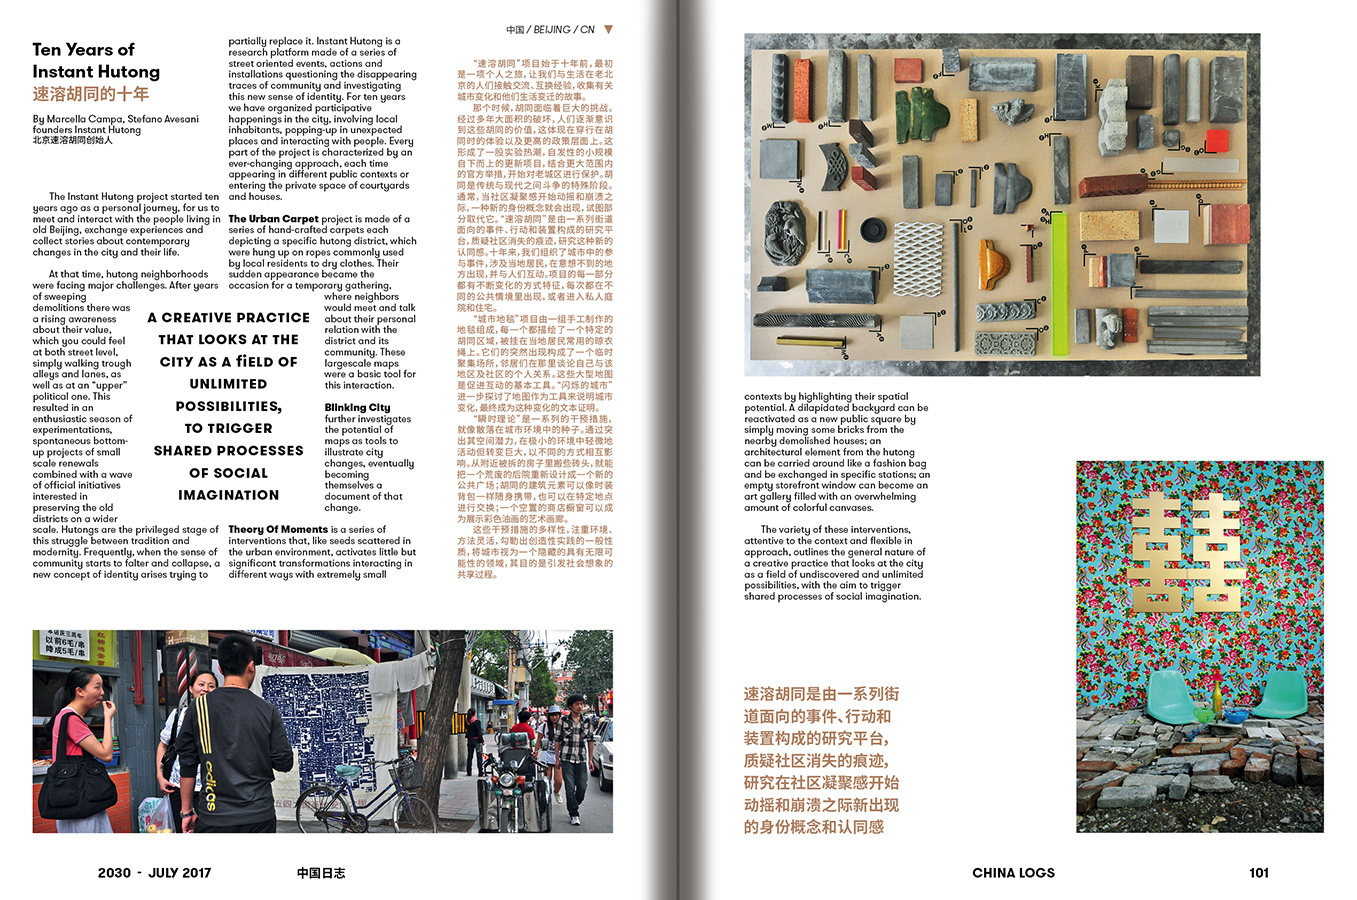 Ten Years of
Instant Hutong
速溶胡同的十年
By Marcella Campa, Stefano Avesani
founders Instant Hutong
北京速溶胡同创始人
The Instant Hutong project started ten
years ago as a personal journey, for us to
meet and interact with the people living in
old Beijing, exchange experiences and
collect stories about contemporary
changes in the city and their life.
At that time, hutong neighborhoods
were facing major challenges. After years
of sweeping
demolitions there was
a rising awareness
about their value,
which you could feel
at both street level,
simply walking trough
alleys and lanes, as
well as at an “upper”
political one. This
resulted in an
enthusiastic season of
experimentations,
spontaneous bottom-
up projects of small
scale renewals
combined with a wave
of official initiatives
interested in
preserving the old
districts on a wider
scale. Hutongs are the privileged stage of
this struggle between tradition and
modernity. Frequently, when the sense of
community starts to falter and collapse, a
new concept of identity arises trying to
partially replace it. Instant Hutong is a
research platform made of a series of
street oriented events, actions and
installations questioning the disappearing
traces of community and investigating
this new sense of identity. For ten years
we have organized participative
happenings in the city, involving local
inhabitants, popping-up in unexpected
places and interacting with people. Every
part of the project is characterized by an
ever-changing approach, each time
appearing in different public contexts or
entering the private space of courtyards
and houses.
The Urban Carpet project is made of a
series of hand-crafted carpets each
depicting a specific hutong district, which
were hung up on ropes commonly used
by local residents to dry clothes. Their
sudden appearance became the
occasion for a temporary gathering,
where neighbors
would meet and talk
about their personal
relation with the
district and its
community. These
largescale maps
were a basic tool for
this interaction.
Blinking City
further investigates
the potential of
maps as tools to
illustrate city
changes, eventually
becoming
themselves a
document of that
change.
Theory Of Moments is a series of
interventions that, like seeds scattered in
the urban environment, activates little but
significant transformations interacting in
different ways with extremely small
A CREATIVE PRACTICE
THAT LOOKS AT THE
CITY AS A fiELD OF
UNLIMITED
POSSIBILITIES,
TO TRIGGER
SHARED PROCESSES
OF SOCIAL
IMAGINATION
中国 / BEIJING / CN
“速溶胡同”项目始于十年前,最初
是一项个人之旅,让我们与生活在老北
京的人们接触交流、互换经验,收集有关
城市变化和他们生活变迁的故事。
那个时候,胡同面临着巨大的挑战。
经过多年大面积的破坏,人们逐渐意识
到这些胡同的价值,这体现在穿行在胡
同时的体验以及更高的政策层面上。这
形成了一股实验热潮,自发性的小规模
自下而上的更新项目,结合更大范围内
的官方举措,开始对老城区进行保护。胡
同是传统与现代之间斗争的特殊阶段。
通常,当社区凝聚感开始动摇和崩溃之
际,一种新的身份概念就会出现,试图部
分取代它。“速溶胡同”是由一系列街道
面向的事件、行动和装置构成的研究平
台,质疑社区消失的痕迹,研究这种新的
认同感。十年来,我们组织了城市中的参
与事件,涉及当地居民,在意想不到的地
方出现,并与人们互动。项目的每一部分
都有不断变化的方式特征,每次都在不
同的公共情境里出现,或者进入私人庭
院和住宅。
“城市地毯”项目由一组手工制作的
地毯组成,每一个都描绘了一个特定的
胡同区域,被挂在当地居民常用的晾衣
绳上。它们的突然出现构成了一个临时
聚集场所,邻居们在那里谈论自己与该
地区及社区的个人关系。这些大型地图
是促进互动的基本工具。“闪烁的城市”
进一步探讨了地图作为工具来说明城市
变化,最终成为这种变化的文本证明。
“瞬时理论”是一系列的干预措施,
就像散落在城市环境中的种子。通过突
出其空间潜力,在极小的环境中轻微地
活动但转变巨大,以不同的方式相互影
响。从附近被拆的房子里搬些砖头,就能
把一个荒废的后院重新设计成一个新的
公共广场;胡同的建筑元素可以像时装
背包一样随身携带,也可以在特定地点
进行交换;一个空置的商店橱窗可以成
为展示彩色油画的艺术画廊。
这些干预措施的多样性,注重环境、
方法灵活,勾勒出创造性实践的一般性
质,将城市视为一个隐藏的具有无限可
能性的领域,其目的是引发社会想象的
共享过程。
以前6毛/串
降成5毛/串
adidas
2030 - JULY 2017
中国日志
contexts by highlighting their spatial
potential. A dilapidated backyard can be
reactivated as a new public square by
simply moving some bricks from the
nearby demolished houses; an
architectural element from the hutong
can be carried around like a fashion bag
and be exchanged in specific stations; an
empty storefront window can become an
art gallery filled with an overwhelming
amount of colorful canvases.
The variety of these interventions,
attentive to the context and flexible in
approach, outlines the general nature of
a creative practice that looks at the city
as a field of undiscovered and unlimited
possibilities, with the aim to trigger
shared processes of social imagination.
速溶胡同是由一系列街
道面向的事件、行动和
装置构成的研究平台,
质疑社区消失的痕迹,
研究在社区凝聚感开始
动摇和崩溃之际新出现
的身份概念和认同感
囍
CHINA LOGS
101